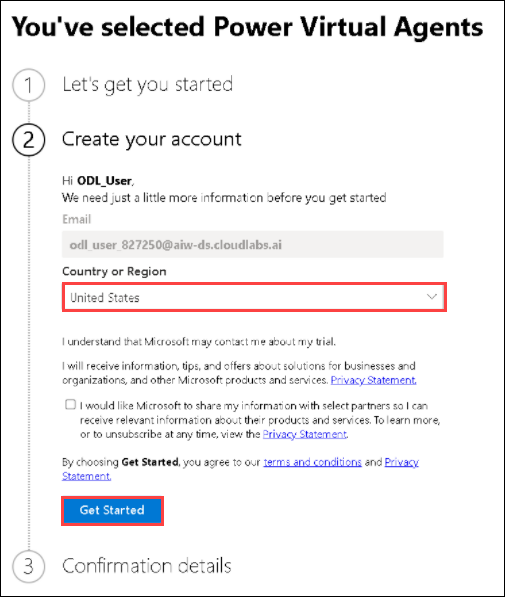 You've selected Power Virtual Agents
1 Let's get you started
2 Create your account
Hi ODL_User,
We need just a little more information before you get started
Email
odl_user_827250@aiw-ds.cloudlabs.ai
Country or Region
United States
I understand that Microsoft may contact me about my trial.
I will receive information, tips, and offers about solutions for businesses and
organizations, and other Microsoft products and services. Privacy Statement.
I would like Microsoft to share my information with select partners so I can
receive relevant information about their products and services. To learn more,
or to unsubscribe at any time, view the Privacy Statement.
By choosing Get Started, you agree to our terms and conditions and Privacy
Statement.
Get Started
3 Confirmation details